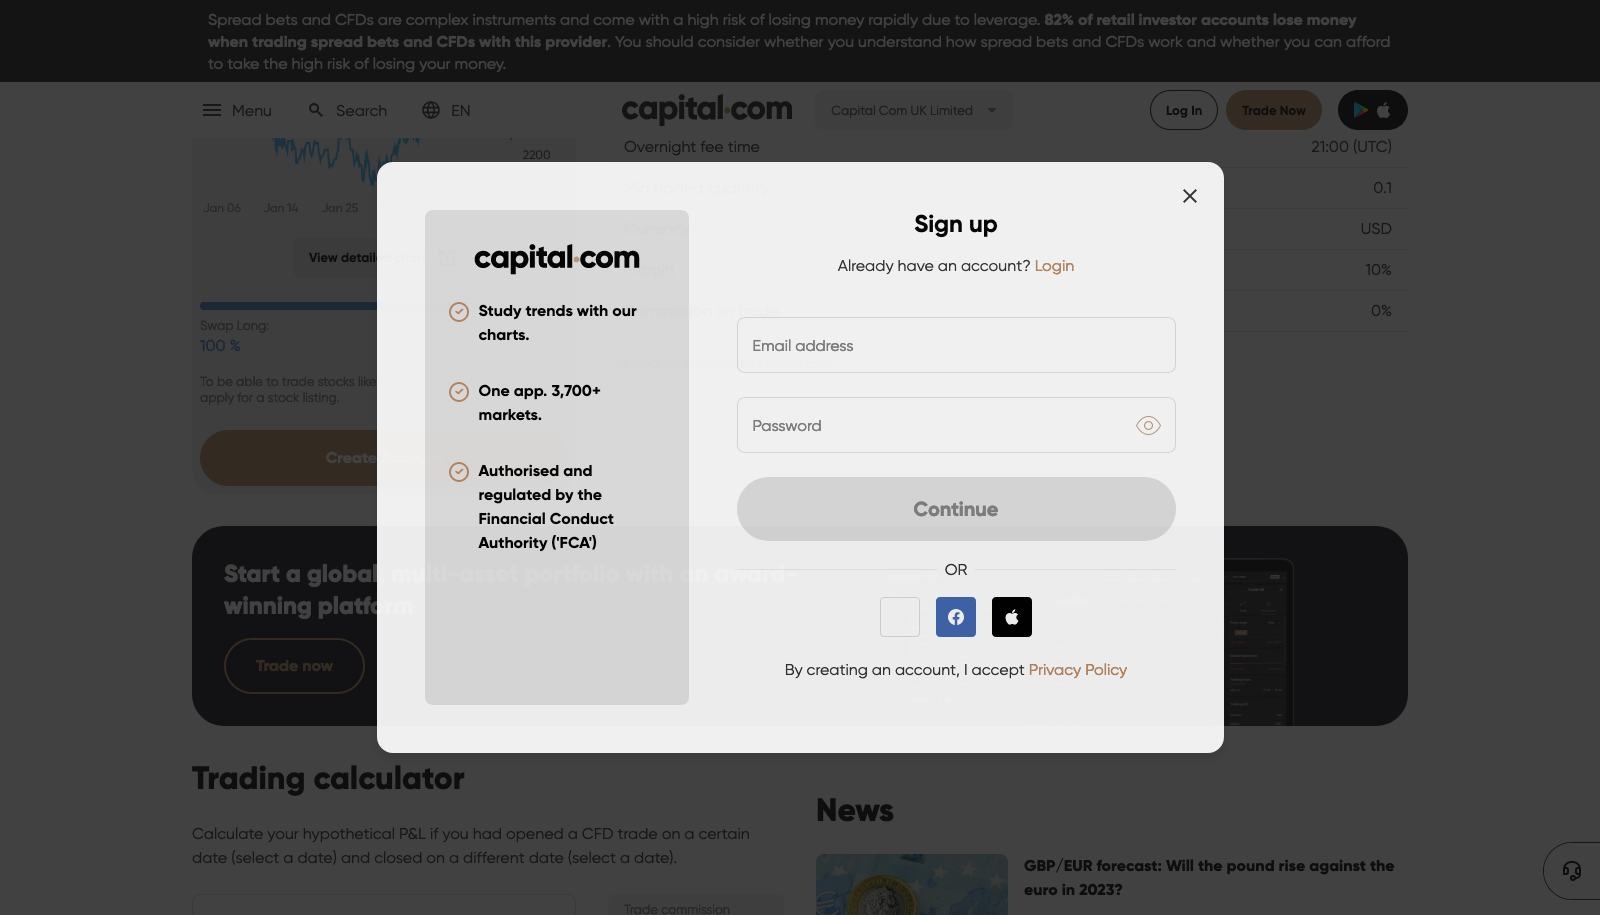 Spread bets and CFDs are complex instruments and come with a high risk of losing money rapidly due to leverage. 82% of retail investor accounts lose money
when trading spread bets and CFDs with this provider. You should consider whether you understand how spread bets and CFDs work and whether you can afford
to take the high risk of losing your money.
Menu
Search
EN
capital.com
Capital Com UK Limited
Log In
Trade Now
2200
Jan 06 Jan 14 Jan 25
View detailed
Swap Long:
100 %
To be able to trade stocks like
apply for a stock listing.
Create
Overnight fee time 21:00 (UTC)
0.1
USD
10%
0%
capital.com
Study trends with our
charts.
One app. 3,700+
markets.
Authorised and
regulated by the
Financial Conduct
Authority ('FCA')
Sign up
Already have an account? Login
Email address
Password
Continue
OR
By creating an account, I accept Privacy Policy
Start a global, multi-asset portfolio with an award-
winning platform
Trade now
Trading calculator
Calculate your hypothetical P&L if you had opened a CFD trade on a certain
date (select a date) and closed on a different date (select a date).
Trade commission
News
GBP/EUR forecast: Will the pound rise against the
euro in 2023?